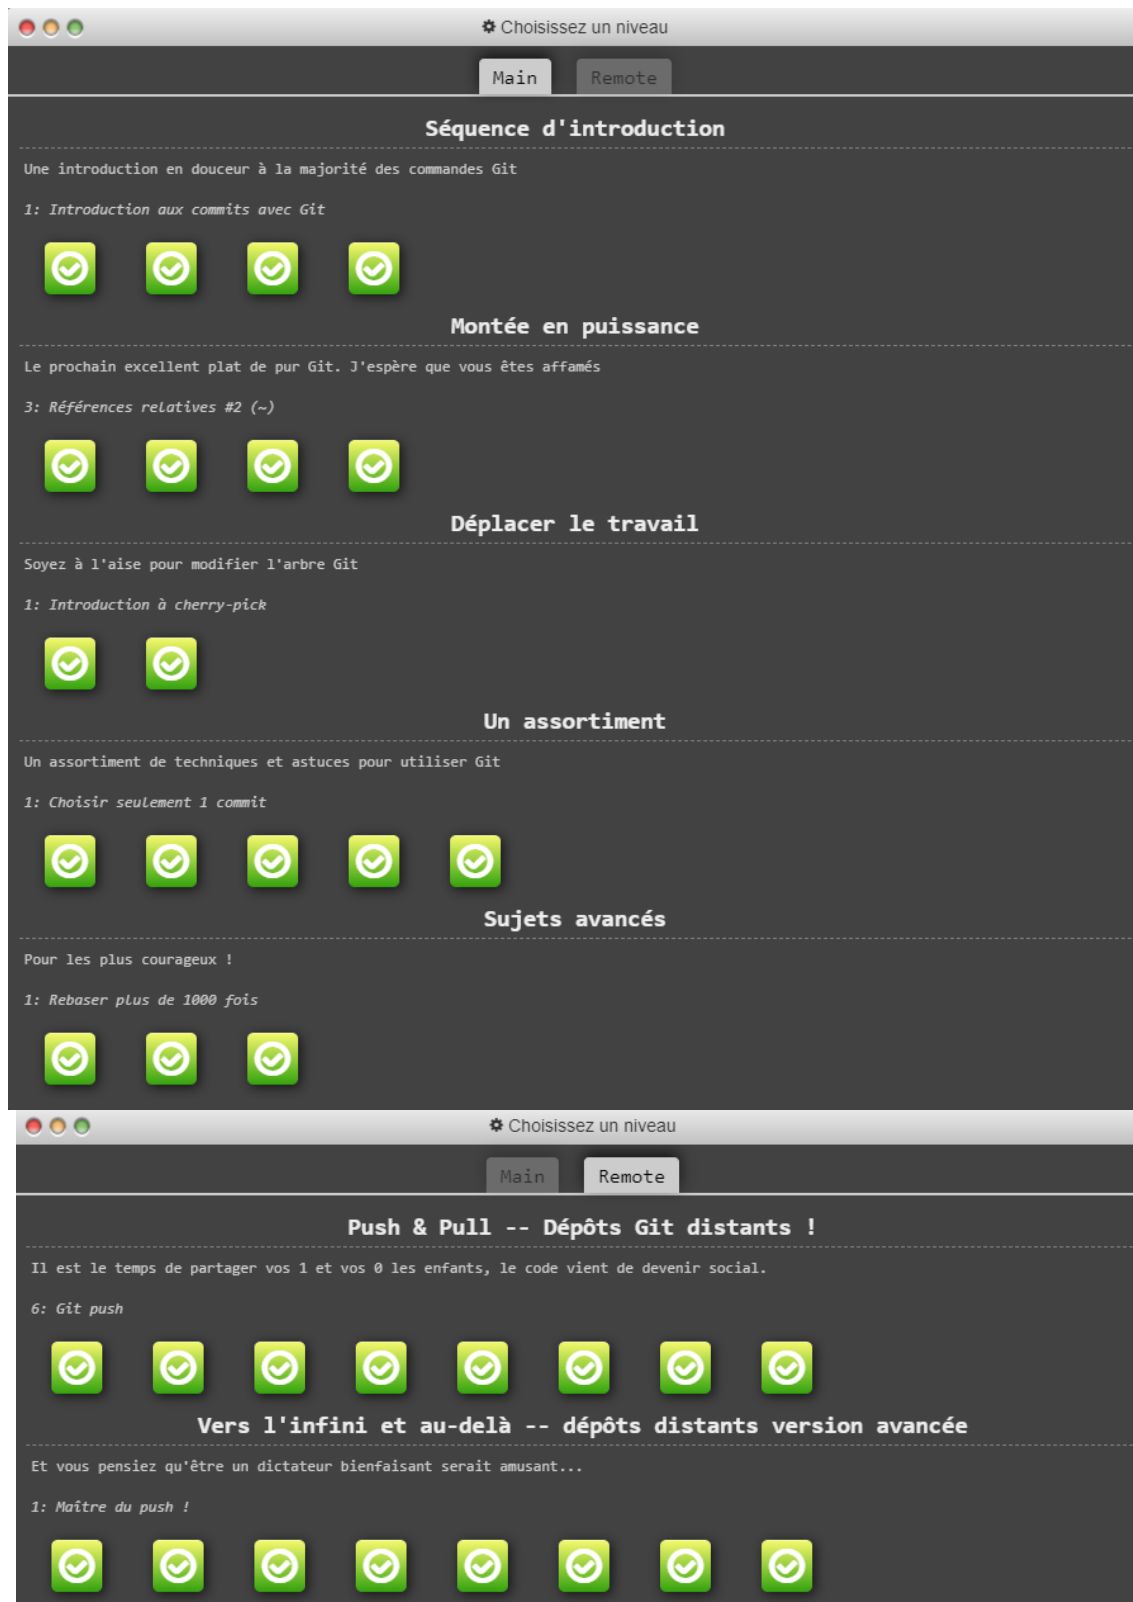 Choisissez un niveau
Main Remote
Séquence d'introduction
Une introduction en douceur à la majorité des commandes Git
1: Introduction aux commits avec Git
Montée en puissance
Le prochain excellent plat de pur Git. J'espère que vous êtes affamés
3: Références relatives #2 (~)
Déplacer le travail
Soyez à l'aise pour modifier l'arbre Git
1: Introduction à cherry-pick
Un assortiment
Un assortiment de techniques et astuces pour utiliser Git
1: Choisir seulement 1 commit
Sujets avancés
Pour les plus courageux !
1: Rebaser plus de 1000 fois
Choisissez un niveau
Main Remote
Push & Pull -- Dépôts Git distants !
Il est le temps de partager vos 1 et vos 0 les enfants, le code vient de devenir social.
6: Git push
Vers l'infini et au-delà -- dépôts distants version avancée
Et vous pensiez qu'être un dictateur bienfaisant serait amusant...
1: Maître du push !